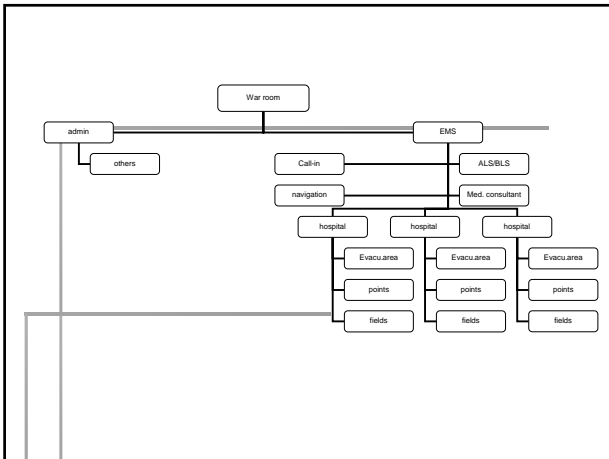 War room
admin
EMS
others
Call-in
ALS/BLS
navigation
Med. consultant
hospital
hospital
hospital
Evacu.area
Evacu.area
Evacu.area
points
points
points
fields
fields
fields